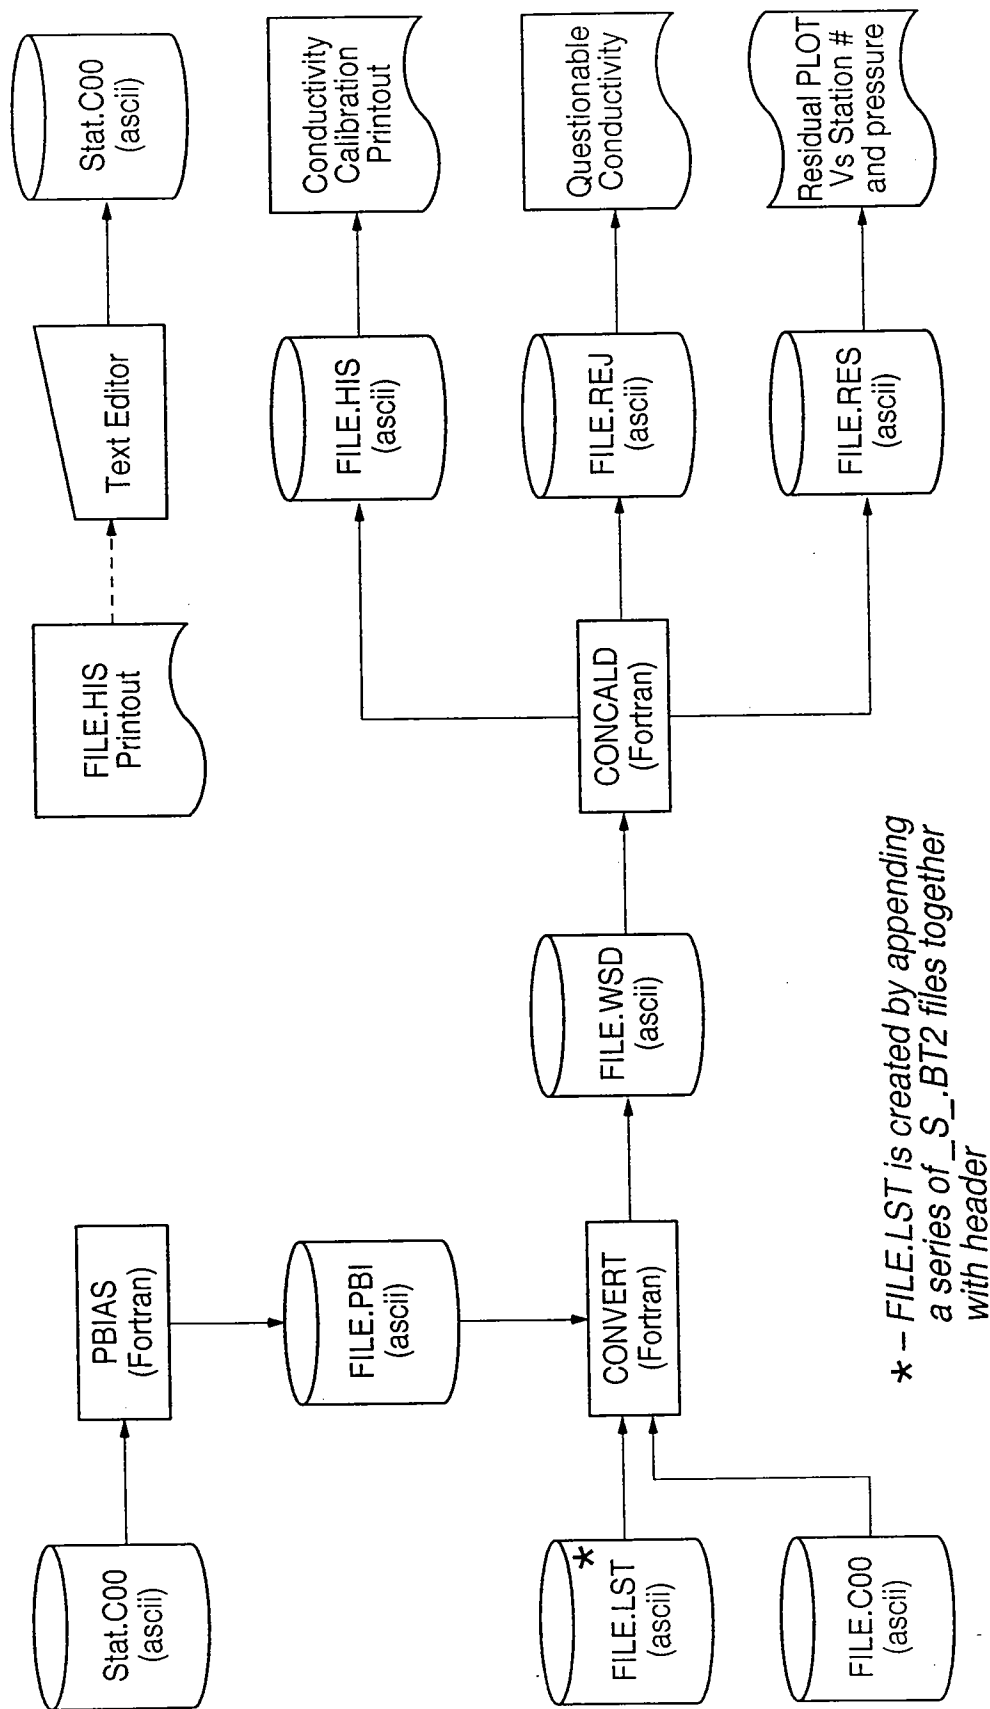 Stat.C00
(ascii)
PBIAS
(Fortran)
FILE.PBI
(ascii)
FILE.LST
(ascii)
*
FILE.C00
(ascii)
CONVERT
(Fortran)
FILE.WSD
(ascii)
CONCALD
(Fortran)
FILE.HIS
Printout
Text Editor
Stat.C00
(ascii)
FILE.HIS
(ascii)
Conductivity
Calibration
Printout
FILE.REJ
(ascii)
Questionable
Conductivity
FILE.RES
(ascii)
Residual PLOT
Vs Station #
and pressure
* – FILE.LST is created by appending
a series of _S_.BT2 files together
with header